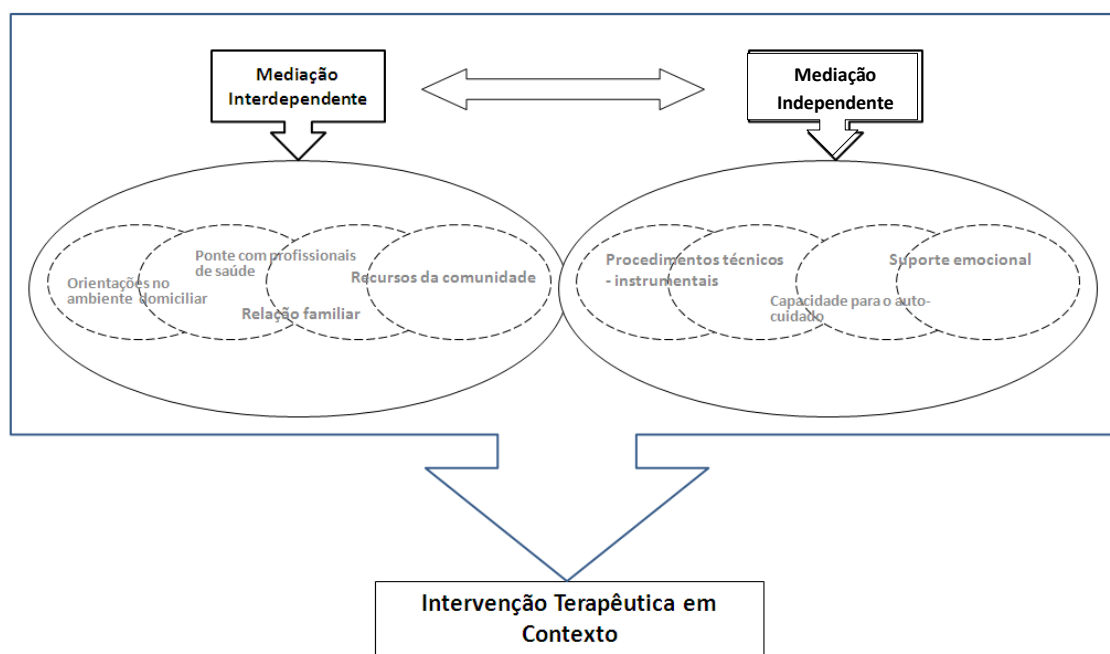 Mediação
Interdependente
Mediação
Independente
Ponte com profissionais
de saúde
Orientações no
ambiente domiciliar
Relação familiar
Recursos da comunidade
Procedimentos técnicos
- instrumentais
Capacidade para o auto-
cuidado
Suporte emocional
Intervenção Terapêutica em
Contexto